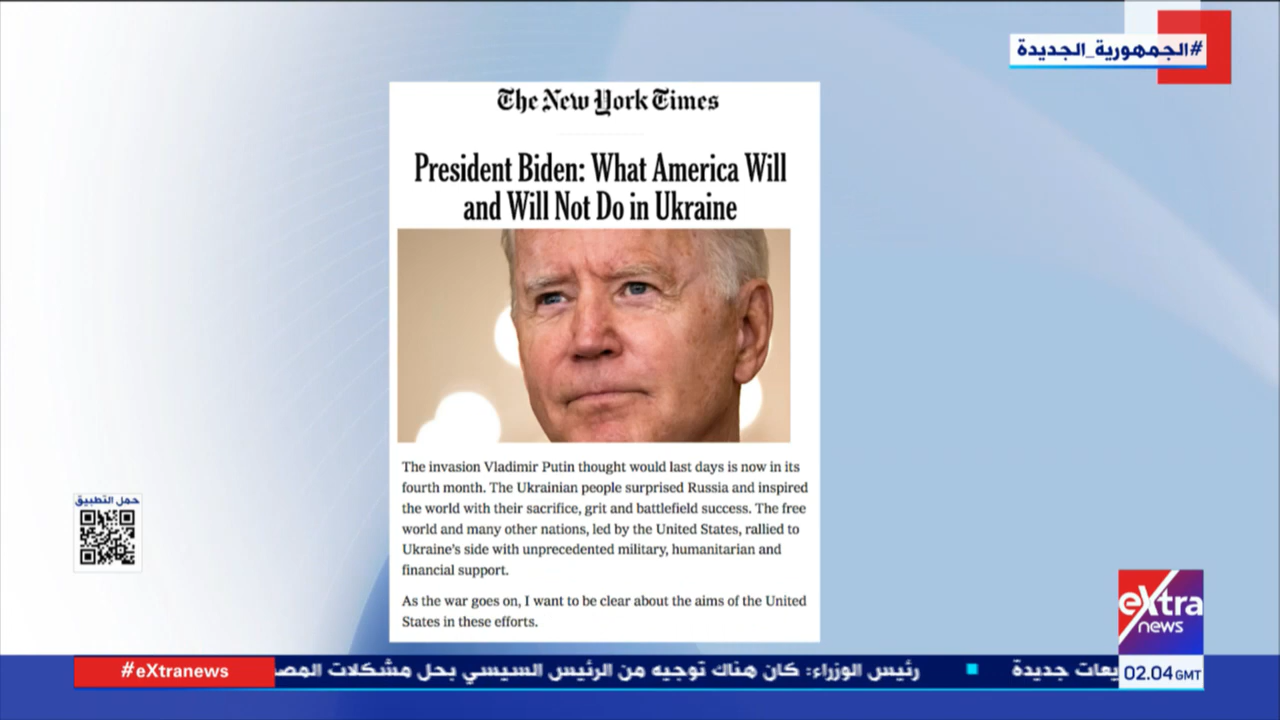 #الجمهورية_الجديدة
The New York Times
President Biden: What America Will
and Will Not Do in Ukraine
The invasion Vladimir Putin thought would last days is now in its
fourth month. The Ukrainian people surprised Russia and inspired
the world with their sacrifice, grit and battlefield success. The free
world and many other nations, led by the United States, rallied to
Ukraine's side with unprecedented military, humanitarian and
financial support.
As the war goes on, I want to be clear about the aims of the United
States in these efforts.
حمل التطبيق
eXtra
news
02.04 GMT
يعات جديدة ■ رئيس الوزراء: كان هناك توجيه من الرئيس السيسي بحل مشكلات المص
#eXtranews